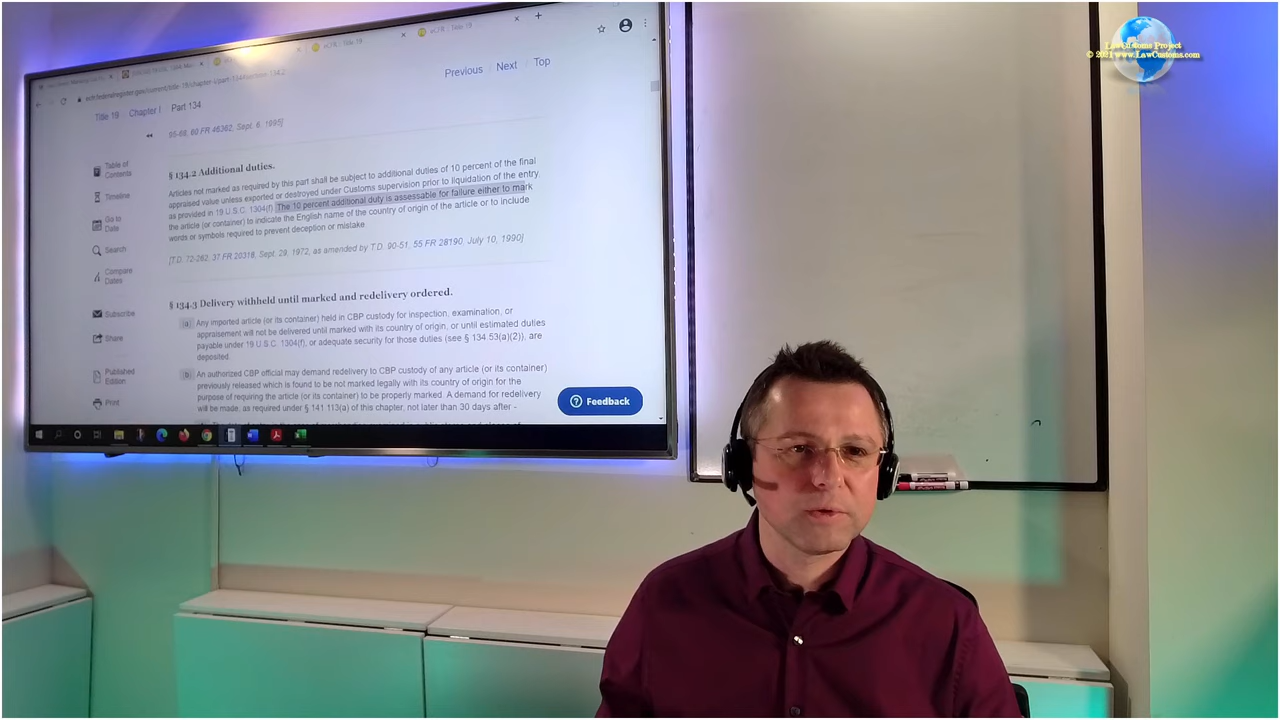 LawCustoms Project
© 2021 www.LawCustoms.com
Previous Next Top
Title 19 Chapter I Part 134
95-68, 60 FR 46362, Sept. 6, 1995]
Table of
Contents
Timeline
Go to
Date
Search
Compare
Dates
Subscribe
Share
Published
Edition
Print
§ 134.2 Additional duties.
Articles not marked as required by this part shall be subject to additional duties of 10 percent of the final
appraised value unless exported or destroyed under Customs supervision prior to liquidation of the entry,
as provided in 19 U.S.C. 1304(f). The 10 percent additional duty is assessable for failure either to mark
the article (or container) to indicate the English name of the country of origin of the article or to include
words or symbols required to prevent deception or mistake.
[T.D. 72-262, 37 FR 20318, Sept. 29, 1972, as amended by T.D. 90-51, 55 FR 28190, July 10, 1990]
§ 134.3 Delivery withheld until marked and redelivery ordered.
(a) Any imported article (or its container) held in CBP custody for inspection, examination, or
appraisement will not be delivered until marked with its country of origin, or until estimated duties
payable under 19 U.S.C. 1304(f), or adequate security for those duties (see § 134.53(a)(2)), are
deposited.
(b) An authorized CBP official may demand redelivery to CBP custody of any article (or its container)
previously released which is found to be not marked legally with its country of origin for the
purpose of requiring the article (or its container) to be properly marked. A demand for redelivery
will be made, as required under § 141.113(a) of this chapter, not later than 30 days after -
Feedback